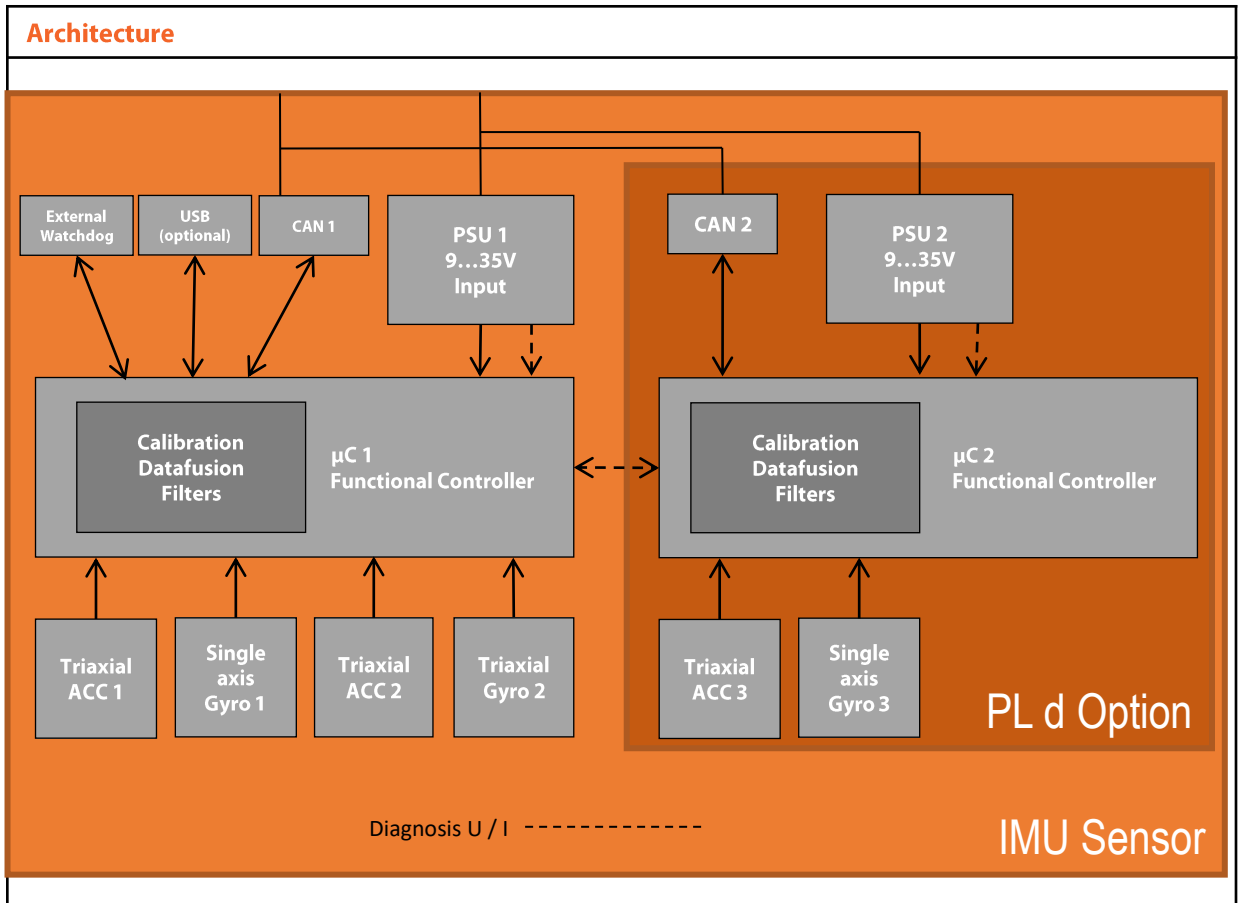 Architecture
External
Watchdog
USB
(optional)
CAN 1
PSU 1
9...35V
Input
CAN 2
PSU 2
9...35V
Input
Calibration
Datafusion
Filters
µC 1
Functional Controller
Calibration
Datafusion
Filters
µC 2
Functional Controller
Triaxial
ACC 1
Single
axis
Gyro 1
Triaxial
ACC 2
Triaxial
Gyro 2
Triaxial
ACC 3
Single
axis
Gyro 3
PL d Option
Diagnosis U / I
IMU Sensor